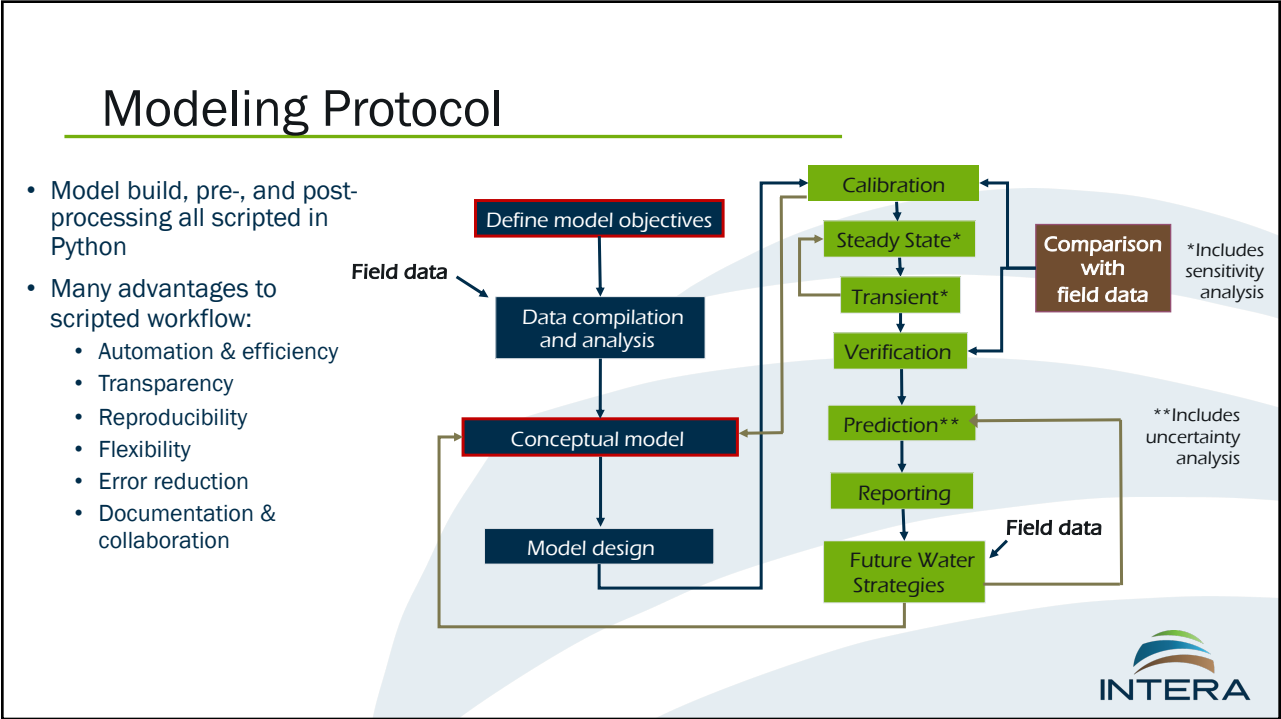 Modeling Protocol
• Model build, pre-, and post-
processing all scripted in
Python
• Many advantages to
scripted workflow:
• Automation & efficiency
• Transparency
• Reproducibility
• Flexibility
• Error reduction
• Documentation &
collaboration
Define model objectives
Field data
Data compilation
and analysis
Conceptual model
Model design
Calibration
Steady State*
Transient*
Verification
Prediction**
Reporting
Future Water
Strategies
Field data
Comparison
with
field data
*Includes
sensitivity
analysis
**Includes
uncertainty
analysis
INTERA